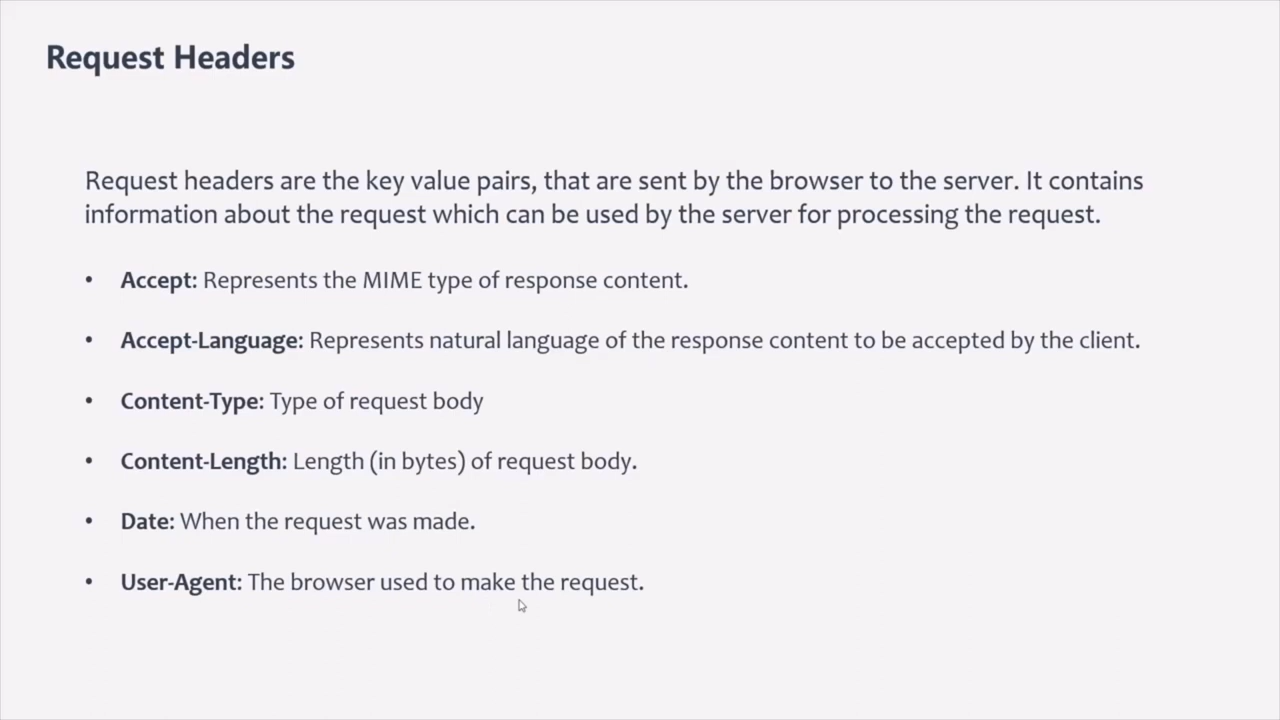 Request Headers
Request headers are the key value pairs, that are sent by the browser to the server. It contains
information about the request which can be used by the server for processing the request.
• Accept: Represents the MIME type of response content.
• Accept-Language: Represents natural language of the response content to be accepted by the client.
• Content-Type: Type of request body
• Content-Length: Length (in bytes) of request body.
• Date: When the request was made.
• User-Agent: The browser used to make the request.